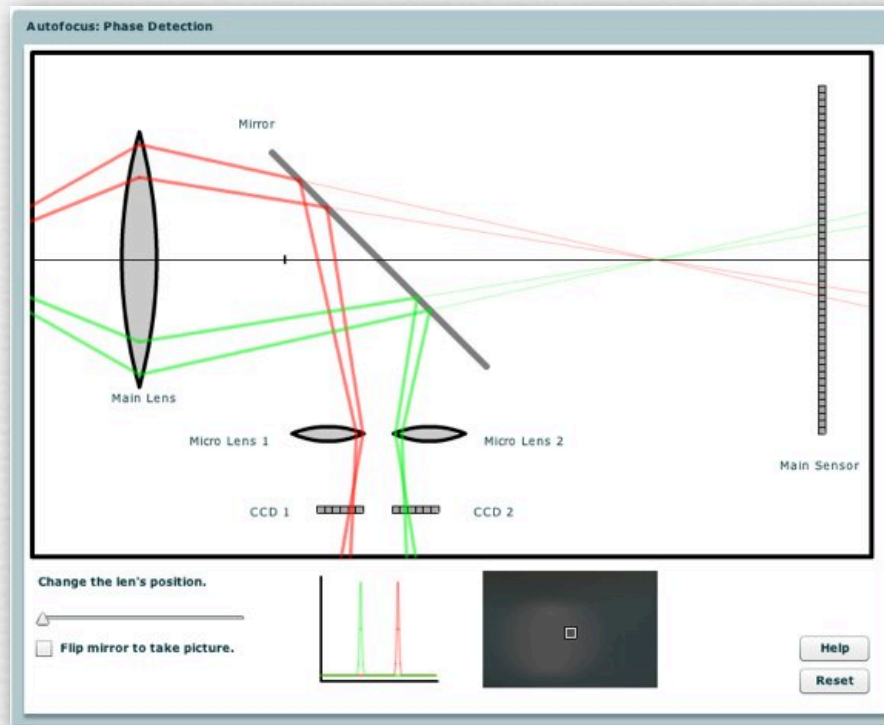 Autofocus: Phase Detection
Mirror
Main Lens
Micro Lens 1
Micro Lens 2
Main Sensor
CCD 1
CCD 2
Change the len's position.
Flip mirror to take picture.
Help
Reset